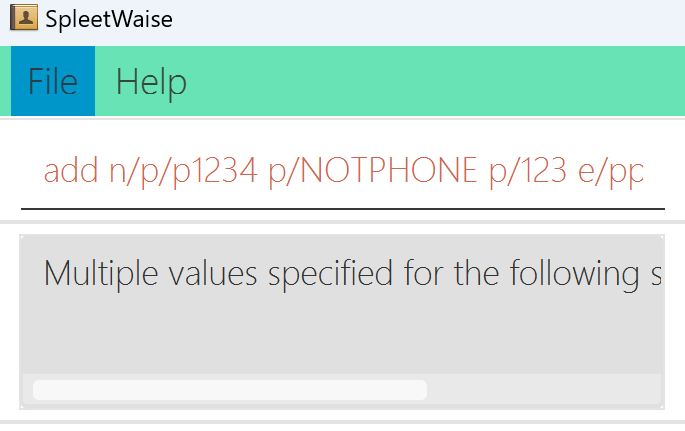 SpleetWaise
File Help
add n/p/p1234 p/NOTPHONE p/123 e/pp
Multiple values specified for the following s